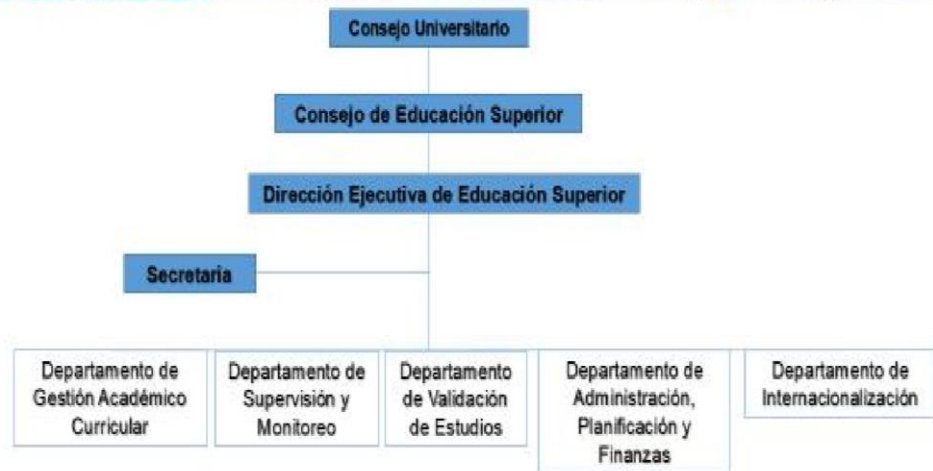 Consejo Universitario
Consejo de Educación Superior
Dirección Ejecutiva de Educación Superior
Secretaria
Departamento de
Gestión Académico
Curricular
Departamento de
Supervisión y
Monitoreo
Departamento
de Validación
de Estudios
Departamento de
Administración,
Planificación y
Finanzas
Departamento de
Internacionalización